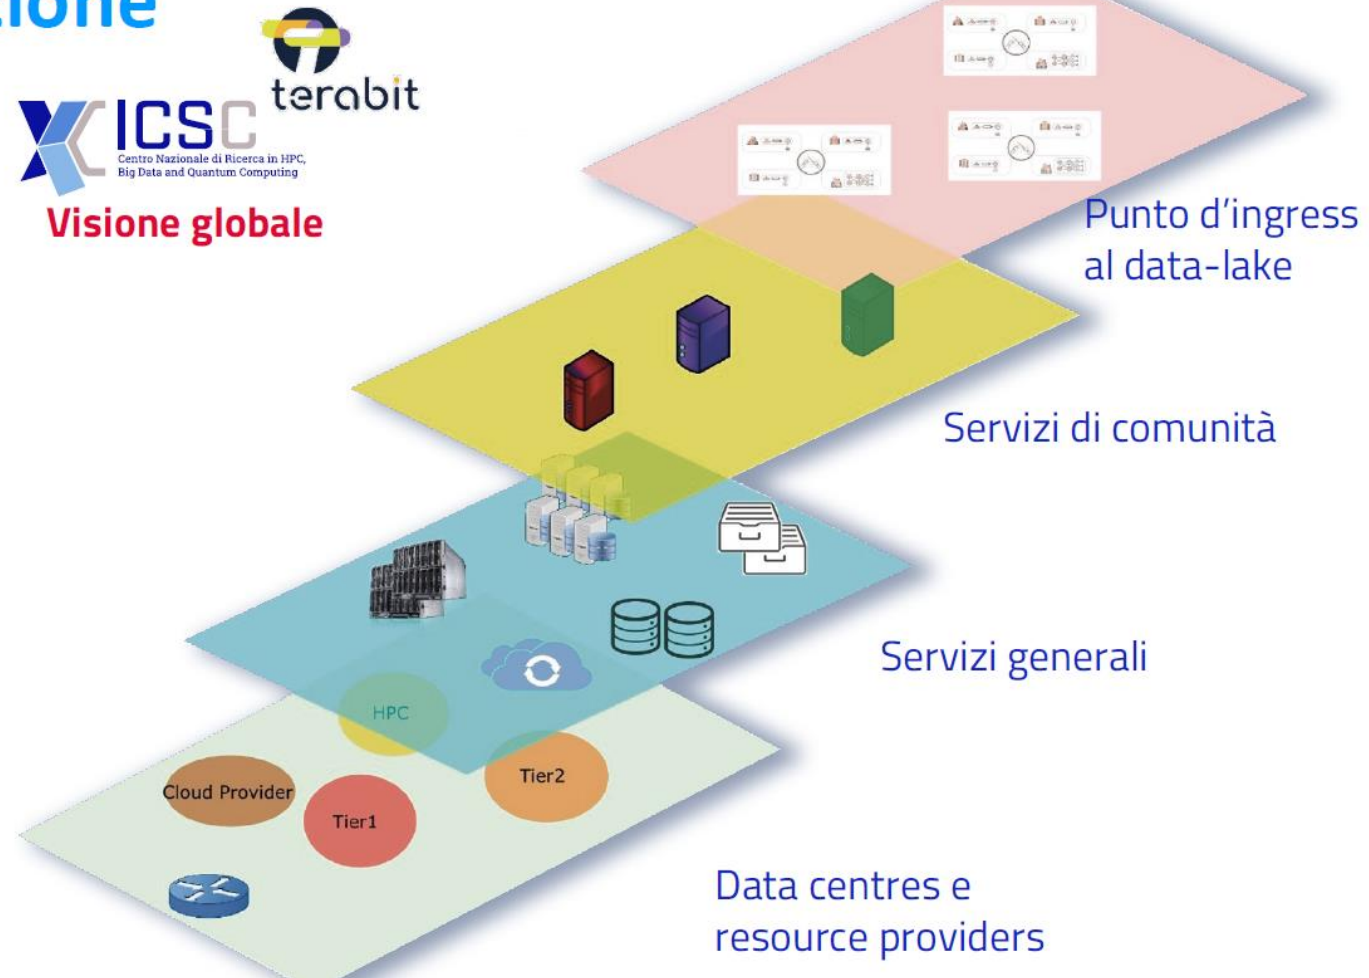 zione
terabit
ICSC
Centro Nazionale di Ricerca in HPC,
Big Data and Quantum Computing
Visione globale
Punto d'ingress
al data-lake
Servizi di comunità
Servizi generali
HPC
Tier2
Cloud Provider
Tier1
Data centres e
resource providers